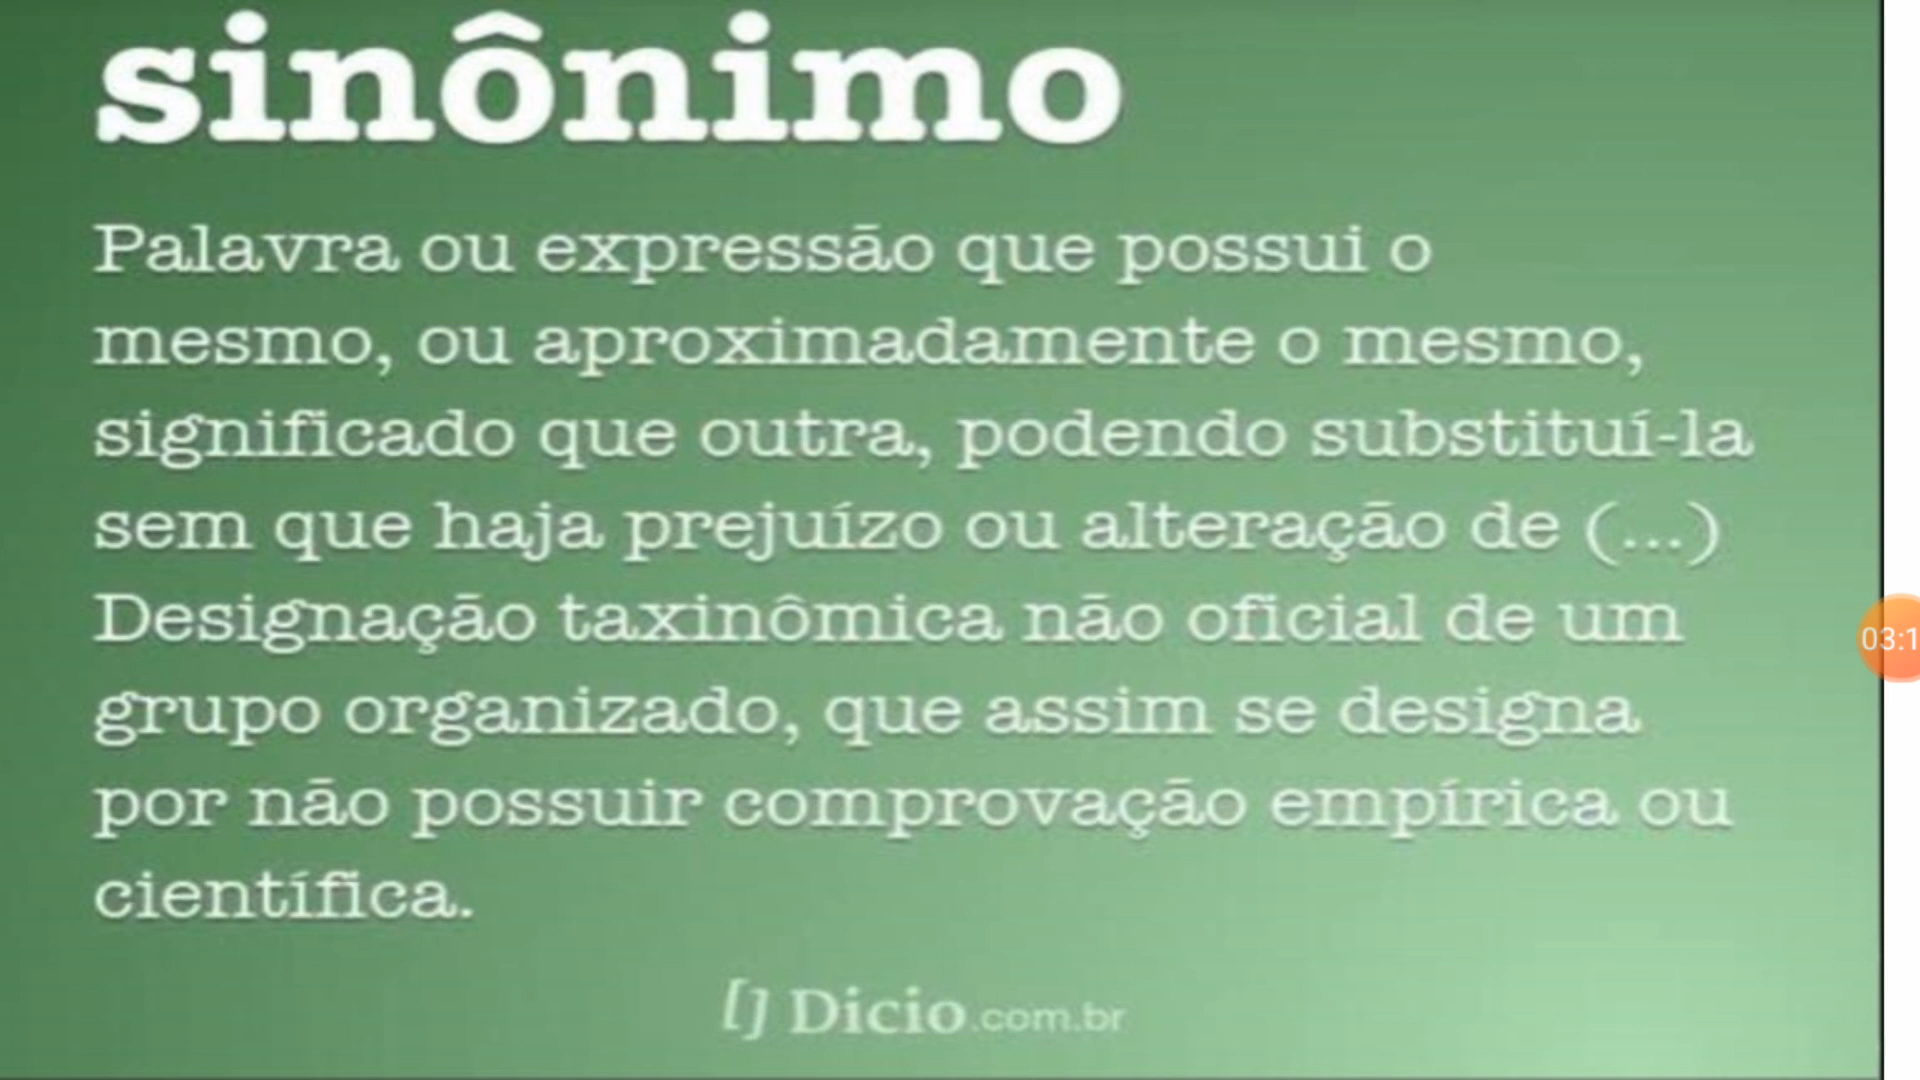 sinônimo
Palavra ou expressão que possui o
mesmo, ou aproximadamente o mesmo,
significado que outra, podendo substituí-la
sem que haja prejuízo ou alteração de (...)
Designação taxinômica não oficial de um
grupo organizado, que assim se designa
por não possuir comprovação empírica ou
científica.
[] Dicio.com.br
03:1